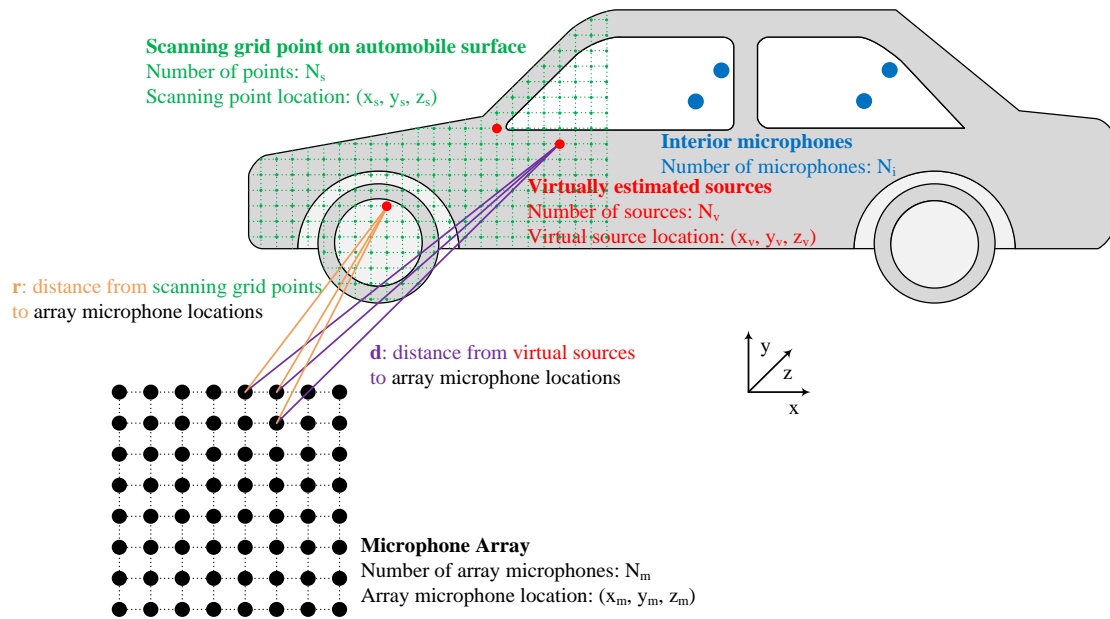 Scanning grid point on automobile surface
Number of points: Nₛ
Scanning point location: (xₛ, yₛ, zₛ)
Interior microphones
Number of microphones: Nᵢ
Virtually estimated sources
Number of sources: Nᵥ
Virtual source location: (xᵥ, yᵥ, zᵥ)
r: distance from scanning grid points
to array microphone locations
d: distance from virtual sources
to array microphone locations
y
z
x
Microphone Array
Number of array microphones: Nₘ
Array microphone location: (xₘ, yₘ, zₘ)